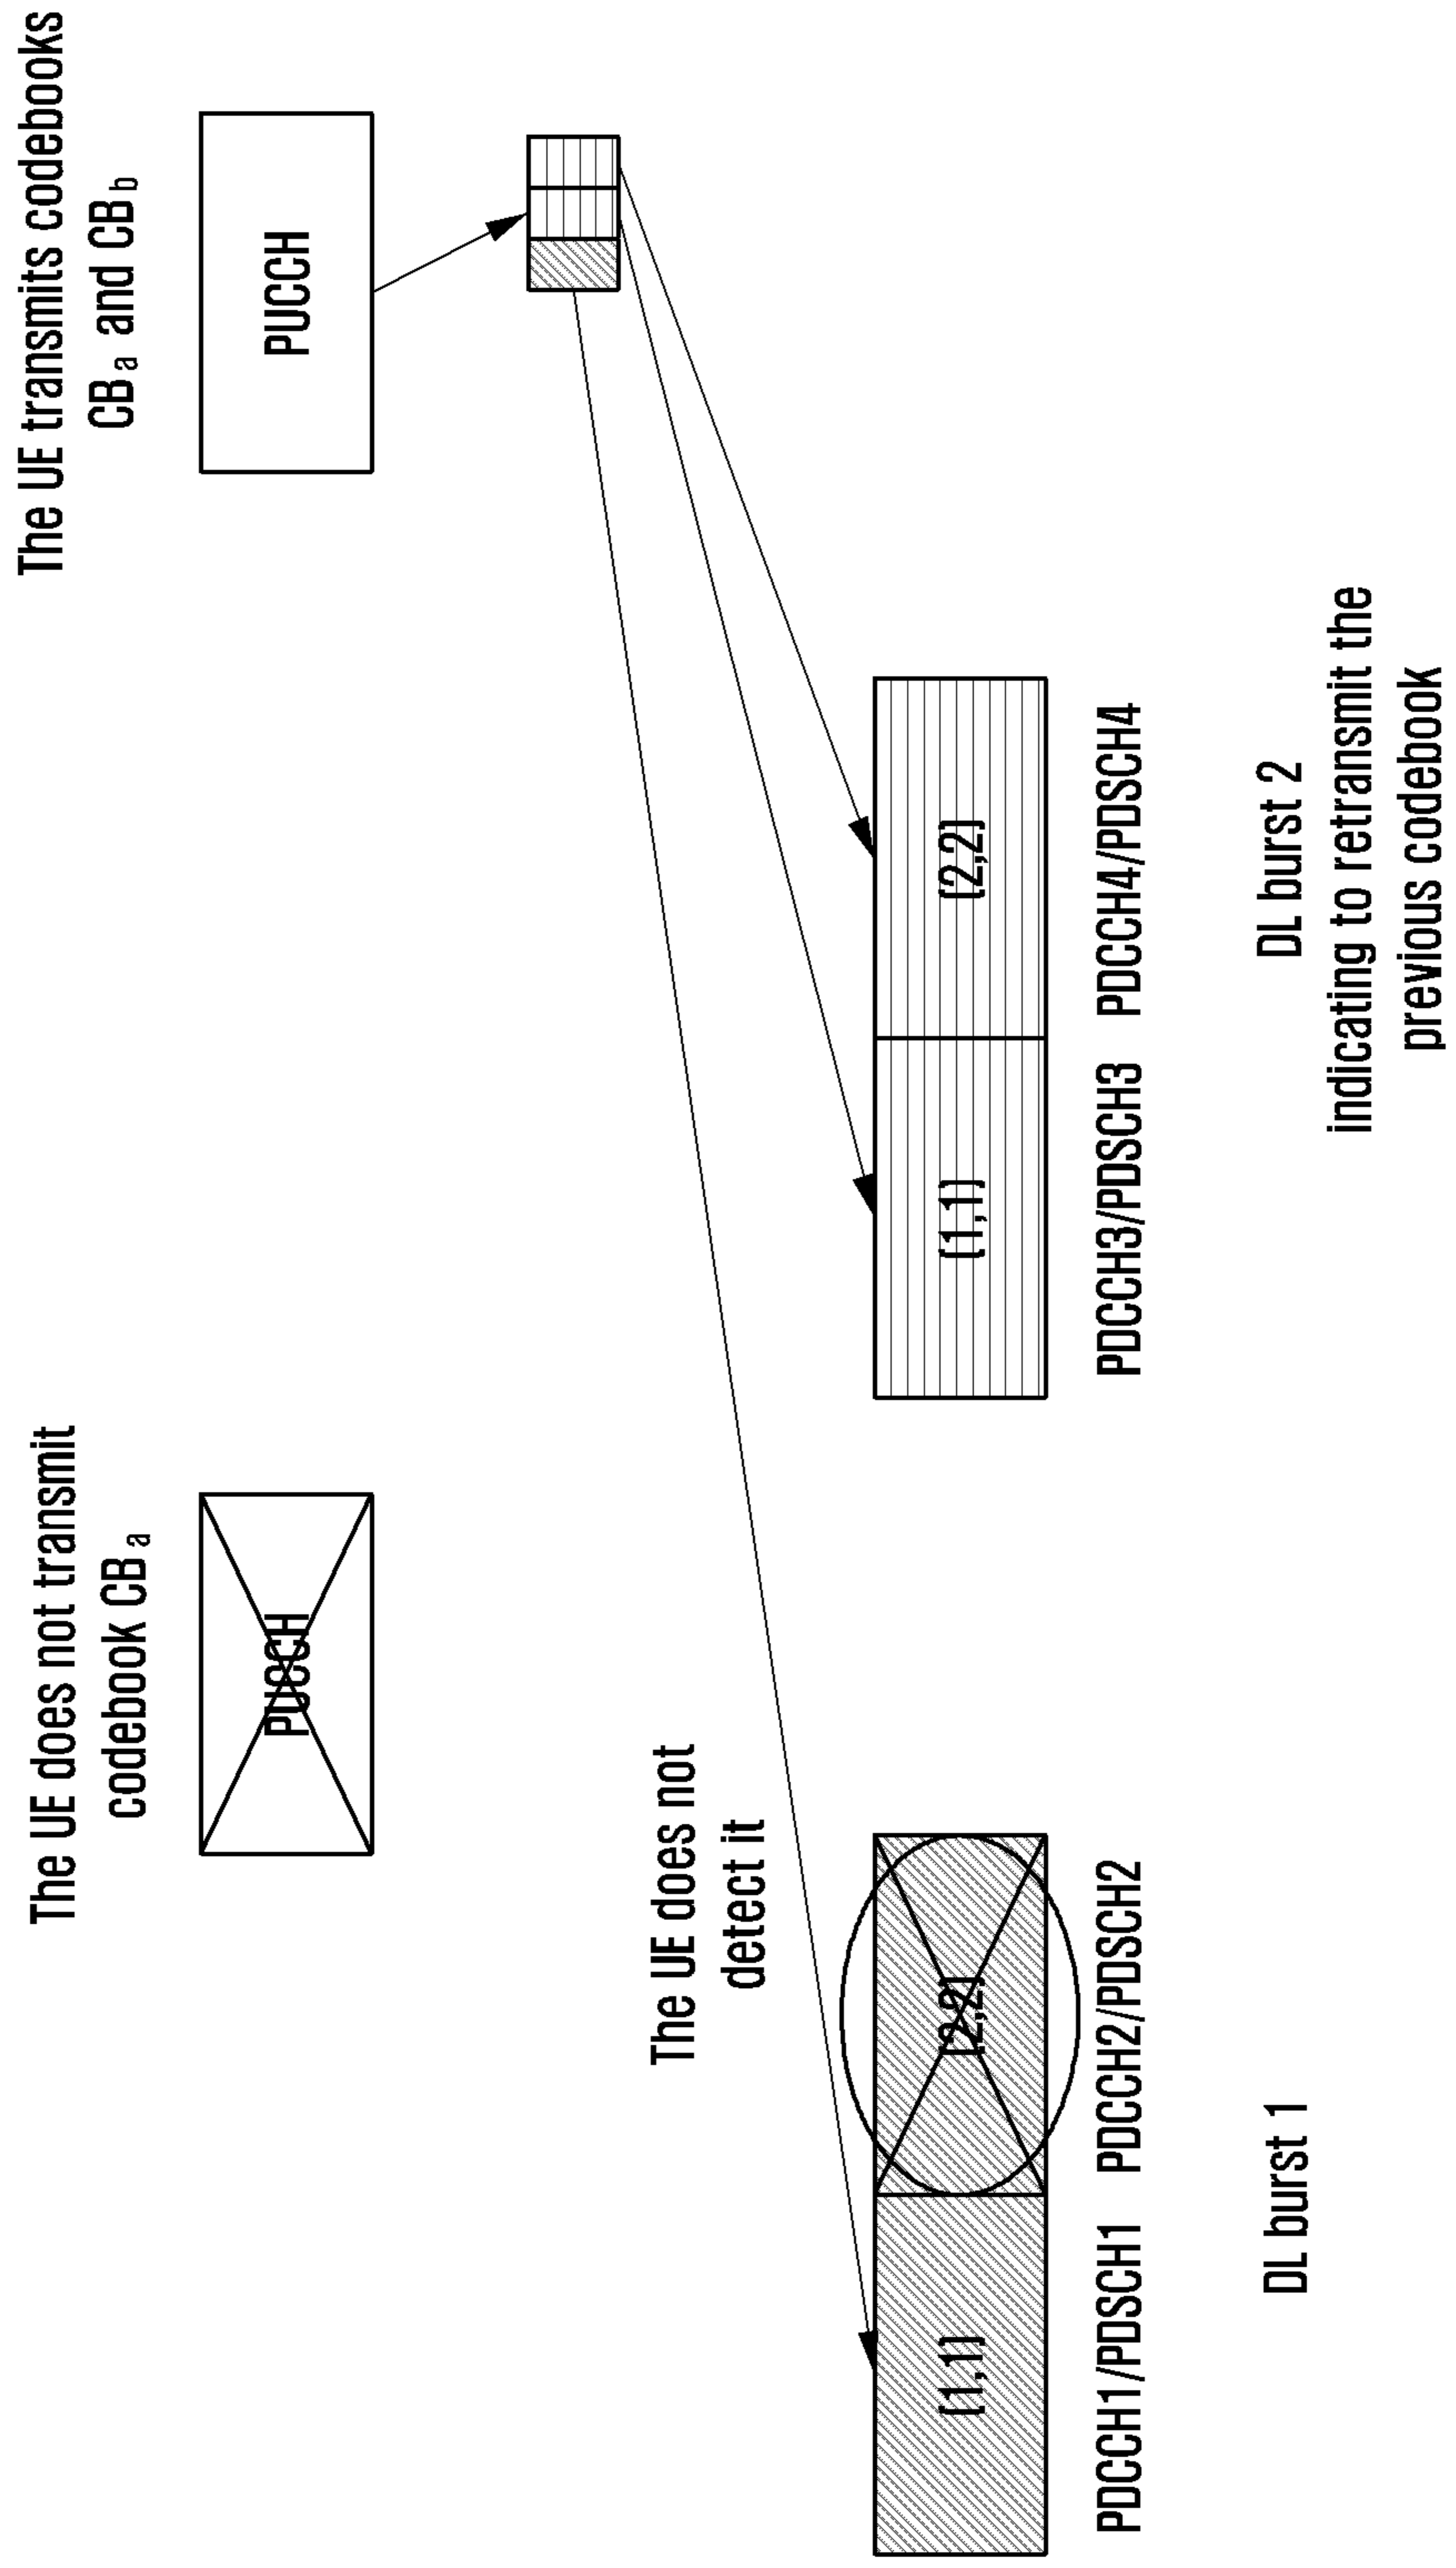 The UE does not transmit
codebook CBa
The UE transmits codebooks
CBa and CBb
PUCCH
PUCCH
The UE does not
detect it
(1,1)
(2,2)
(1,1)
(2,2)
PDCCH1/PDSCH1
PDCCH2/PDSCH2
PDCCH3/PDSCH3
PDCCH4/PDSCH4
DL burst 1
DL burst 2
indicating to retransmit the
previous codebook